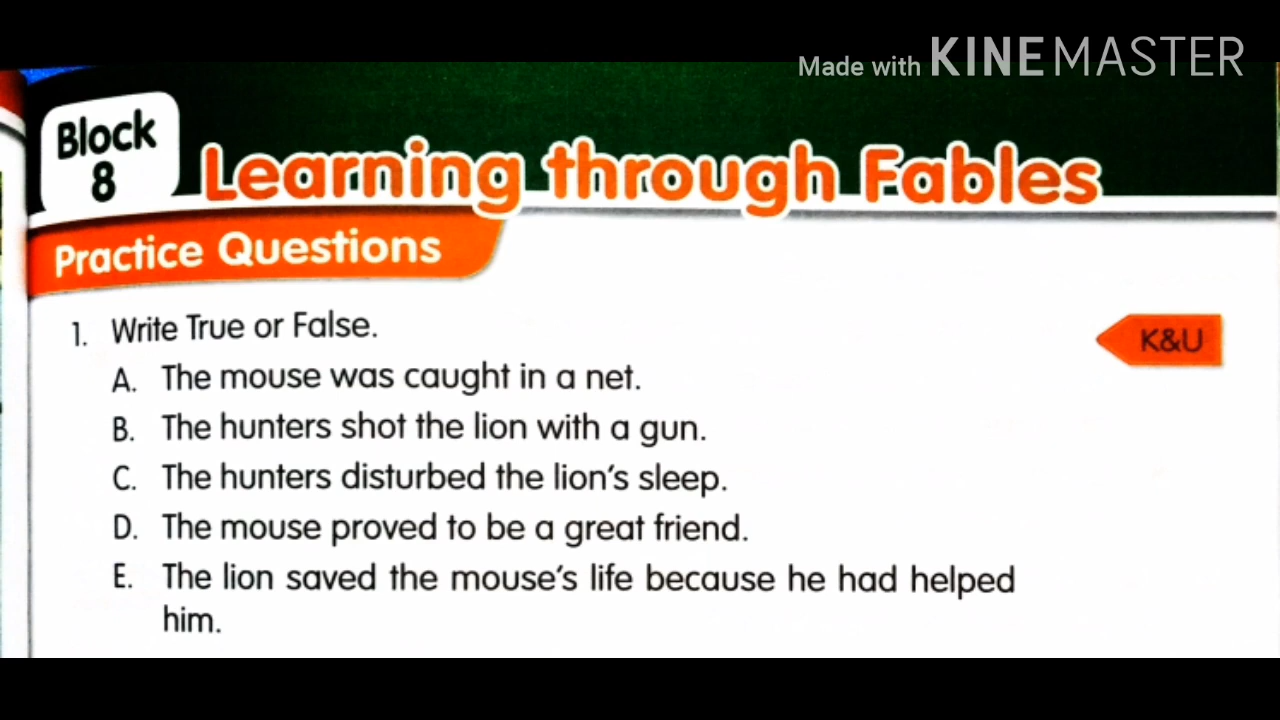 Made with KINEMASTER
Block
8
Learning through Fables
Practice Questions
1. Write True or False.
K&U
A. The mouse was caught in a net.
B. The hunters shot the lion with a gun.
C. The hunters disturbed the lion's sleep.
D. The mouse proved to be a great friend.
E. The lion saved the mouse's life because he had helped
him.